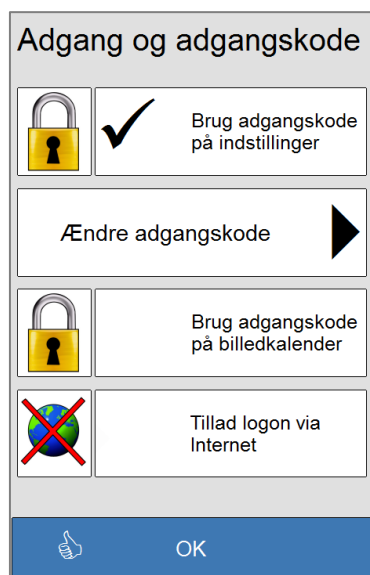 Adgang og adgangskode
Brug adgangskode
på indstillinger
Ændre adgangskode
Brug adgangskode
på billedkalender
Tillad logon via
Internet
OK